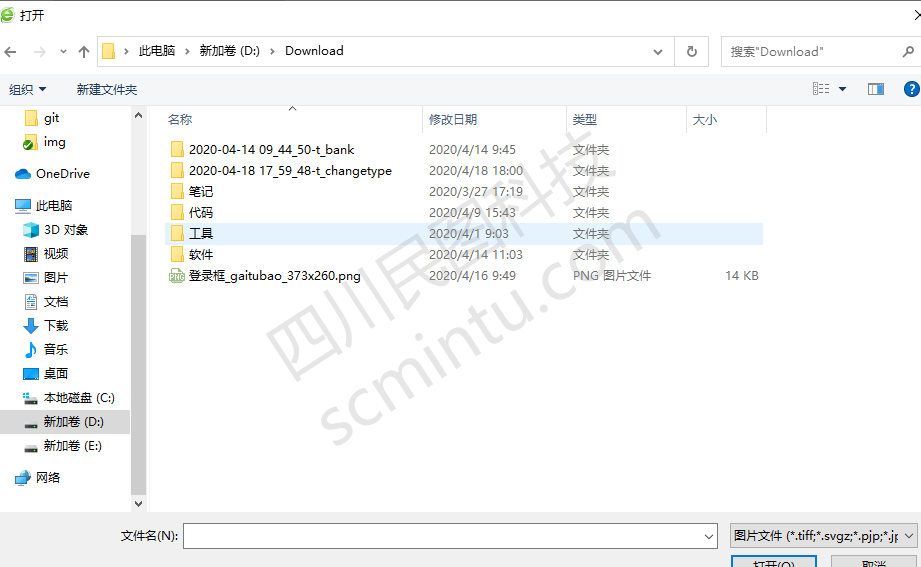 打开
此电脑 > 新加卷 (D:) > Download
搜索"Download"
组织 新建文件夹
git
img
OneDrive
此电脑
3D 对象
视频
图片
文档
下载
音乐
桌面
本地磁盘 (C:)
新加卷 (D:)
新加卷 (E:)
网络
名称 修改日期 类型 大小
2020-04-14 09_44_50-t_bank 2020/4/14 9:45 文件夹
2020-04-18 17_59_48-t_changetype 2020/4/18 18:00 文件夹
笔记 2020/3/27 17:19 文件夹
代码 2020/4/9 15:43 文件夹
工具 2020/4/1 9:03 文件夹
软件 2020/4/14 11:03 文件夹
PNG 登录框_gaitubao_373x260.png 2020/4/16 9:49 PNG 图片文件 14 KB
四川民图科技
scmintu.com
文件名(N): 图片文件 (*.tiff;*.svgz;*.pjp;*.jp
打开(O) 取消